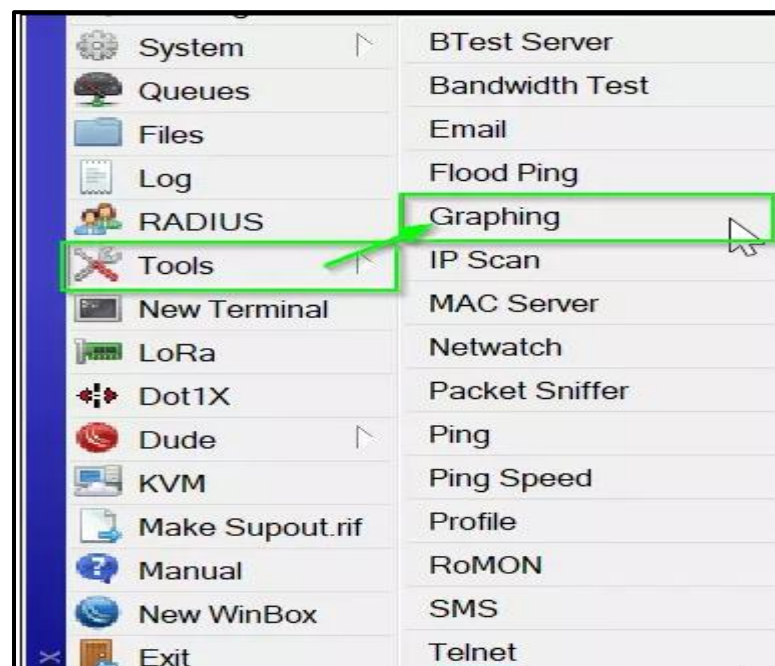 System
Queues
Files
Log
RADIUS
Tools
New Terminal
LoRa
Dot1X
Dude
KVM
Make Supout.rif
Manual
New WinBox
Exit
BTest Server
Bandwidth Test
Email
Flood Ping
Graphing
IP Scan
MAC Server
Netwatch
Packet Sniffer
Ping
Ping Speed
Profile
RoMON
SMS
Telnet